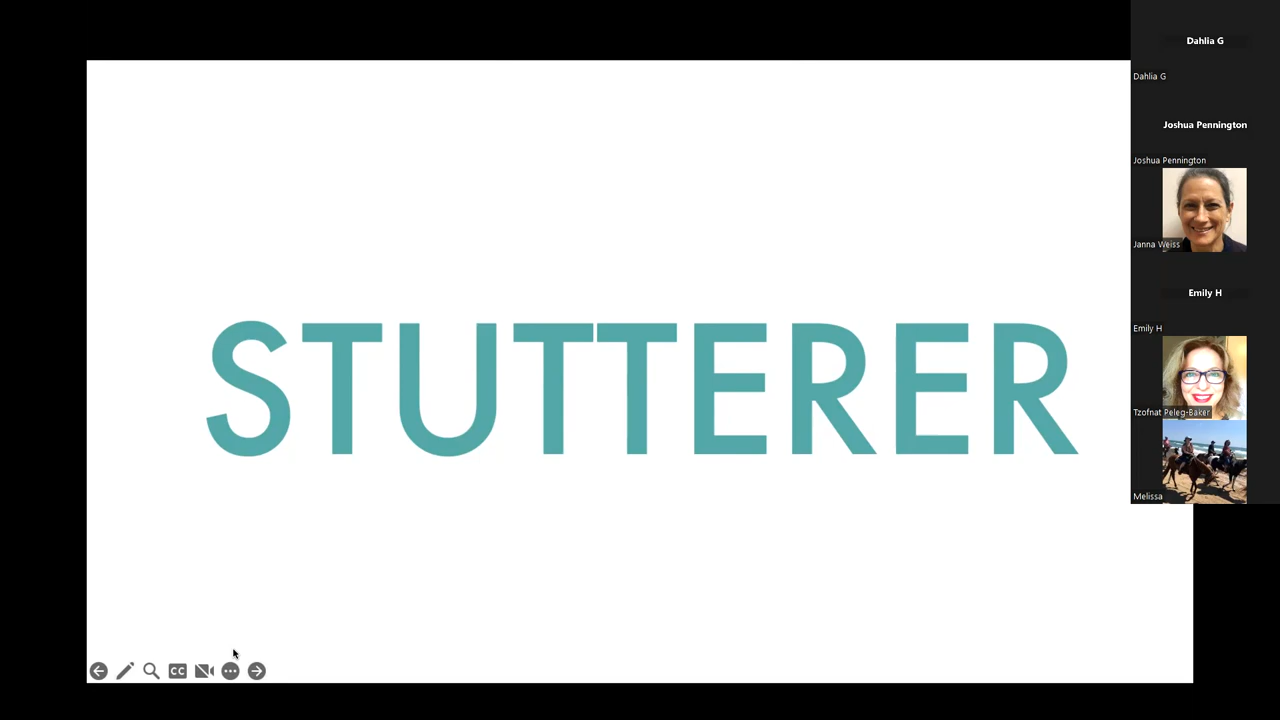 STUTTERER
CC
Dahlia G
Dahlia G
Joshua Pennington
Joshua Pennington
Janna Weiss
Emily H
Emily H
Tzofnat Peleg-Baker
Melissa